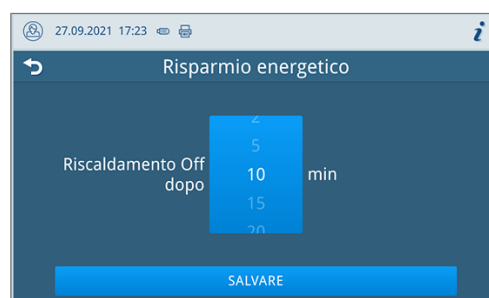 27.09.2021 17:23
i
Risparmio energetico
2
5
Riscaldamento Off
dopo
10
min
15
20
SALVARE